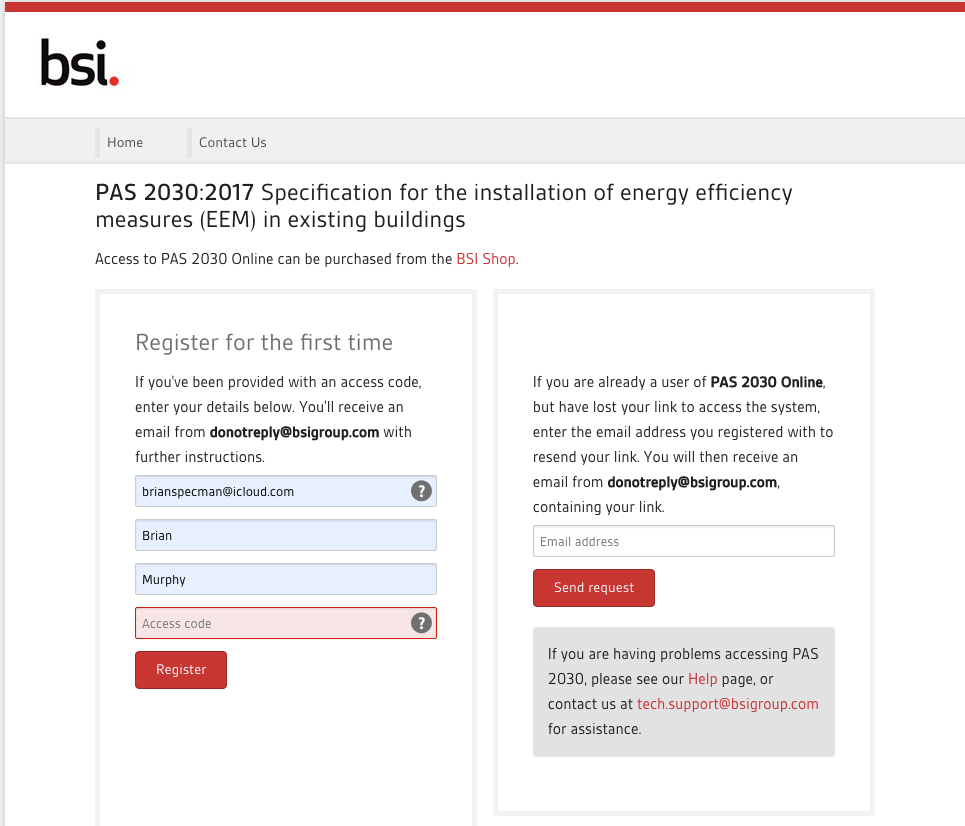 bsi.
Home
Contact Us
PAS 2030:2017 Specification for the installation of energy efficiency
measures (EEM) in existing buildings
Access to PAS 2030 Online can be purchased from the BSI Shop.
Register for the first time
If you've been provided with an access code,
enter your details below. You'll receive an
email from donotreply@bsigroup.com with
further instructions.
brianspecman@icloud.com ?
Brian
Murphy
Access code ?
Register
If you are already a user of PAS 2030 Online,
but have lost your link to access the system,
enter the email address you registered with to
resend your link. You will then receive an
email from donotreply@bsigroup.com,
containing your link.
Email address
Send request
If you are having problems accessing PAS
2030, please see our Help page, or
contact us at tech.support@bsigroup.com
for assistance.